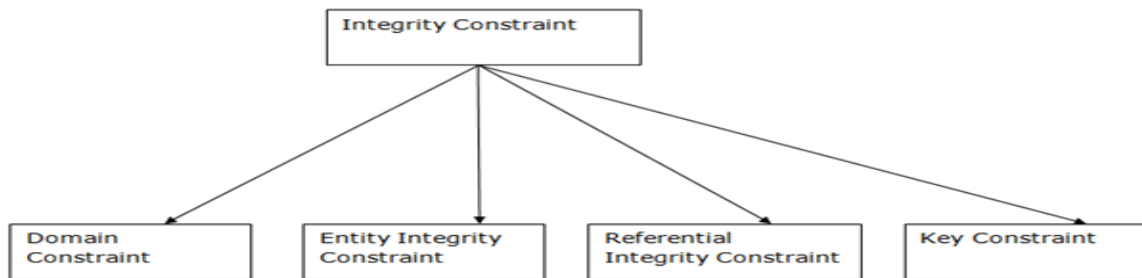 Integrity Constraint
Domain
Constraint
Entity Integrity
Constraint
Referential
Integrity Constraint
Key Constraint